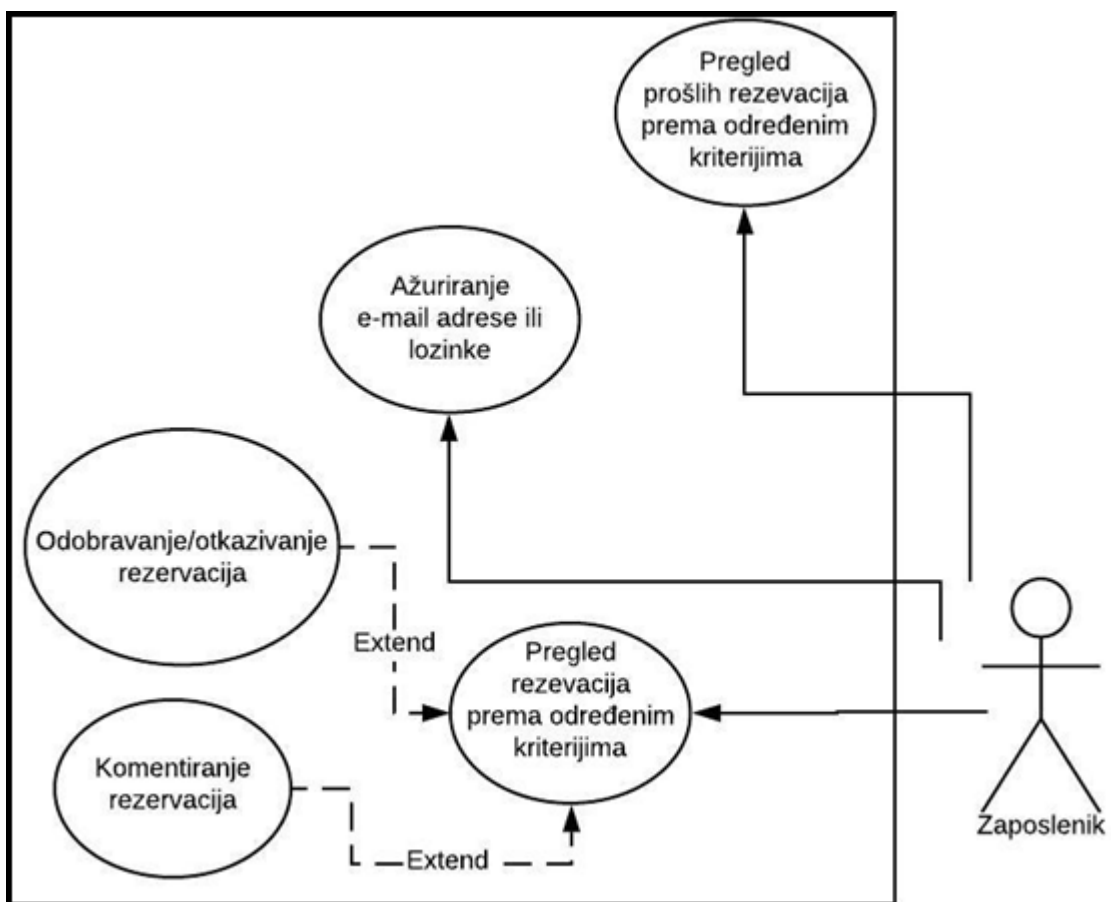 Pregled
prošlih rezevacija
prema određenim
kriterijima
Ažuriranje
e-mail adrese ili
lozinke
Odobravanje/otkazivanje
rezervacija
Extend
Pregled
rezevacija
prema određenim
kriterijima
Komentiranje
rezervacija
Extend
Zaposlenik